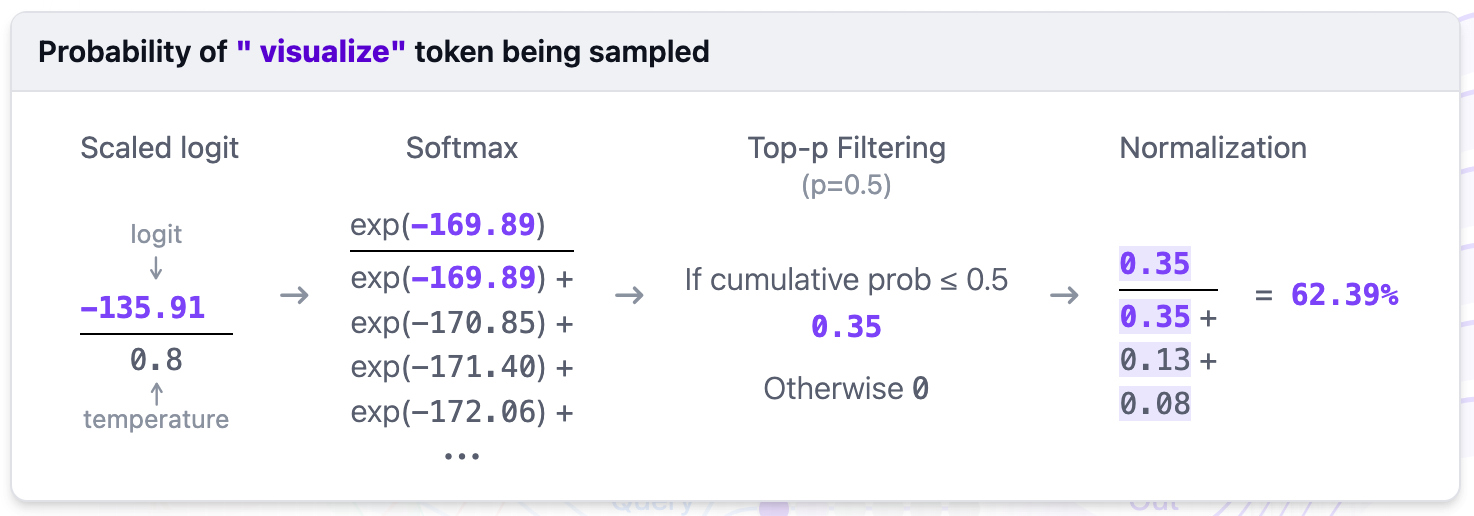 Probability of " visualize" token being sampled
Scaled logit
logit
↓
−135.91
0.8
↑
temperature
→
Softmax
exp(−169.89)
exp(−169.89) +
exp(−170.85) +
exp(−171.40) +
exp(−172.06) +
...
→
Top-p Filtering
(p=0.5)
If cumulative prob ≤ 0.5
0.35
Otherwise 0
→
Normalization
0.35
0.35 +
0.13 +
0.08
= 62.39%
Query
Out